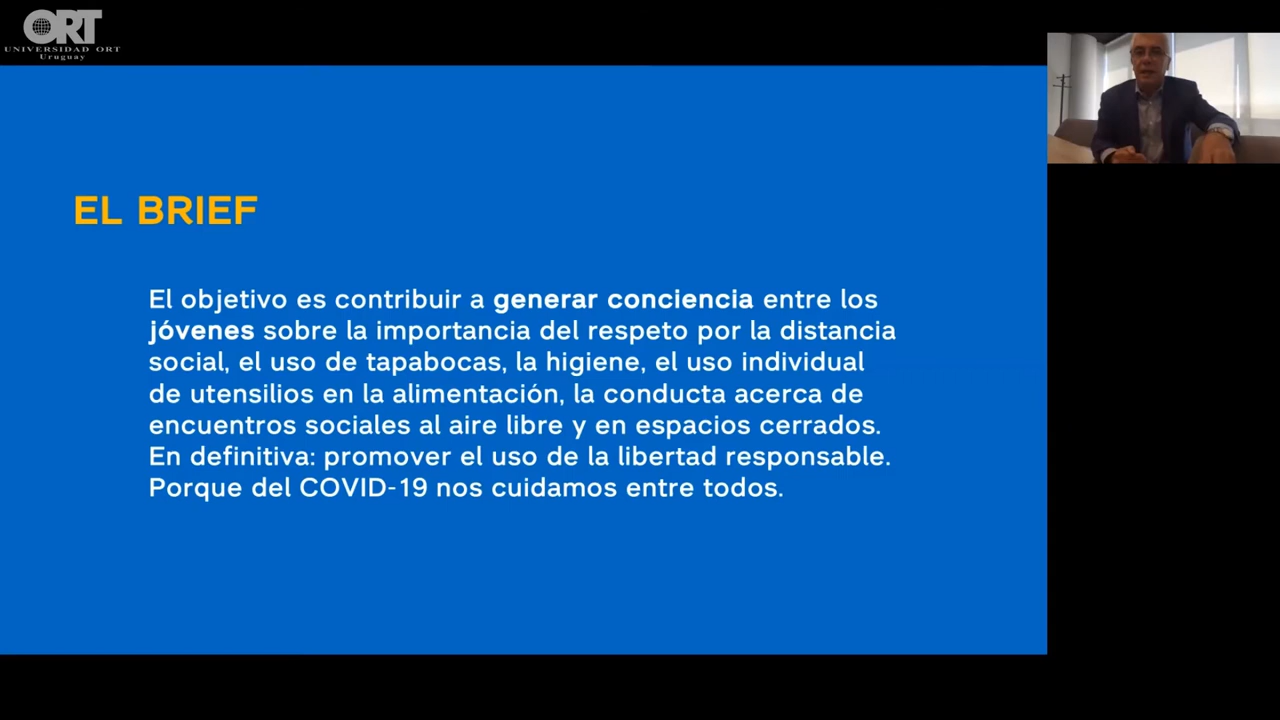 ORT
UNIVERSIDAD ORT
Uruguay
EL BRIEF
El objetivo es contribuir a generar conciencia entre los
jóvenes sobre la importancia del respeto por la distancia
social, el uso de tapabocas, la higiene, el uso individual
de utensilios en la alimentación, la conducta acerca de
encuentros sociales al aire libre y en espacios cerrados.
En definitiva: promover el uso de la libertad responsable.
Porque del COVID-19 nos cuidamos entre todos.